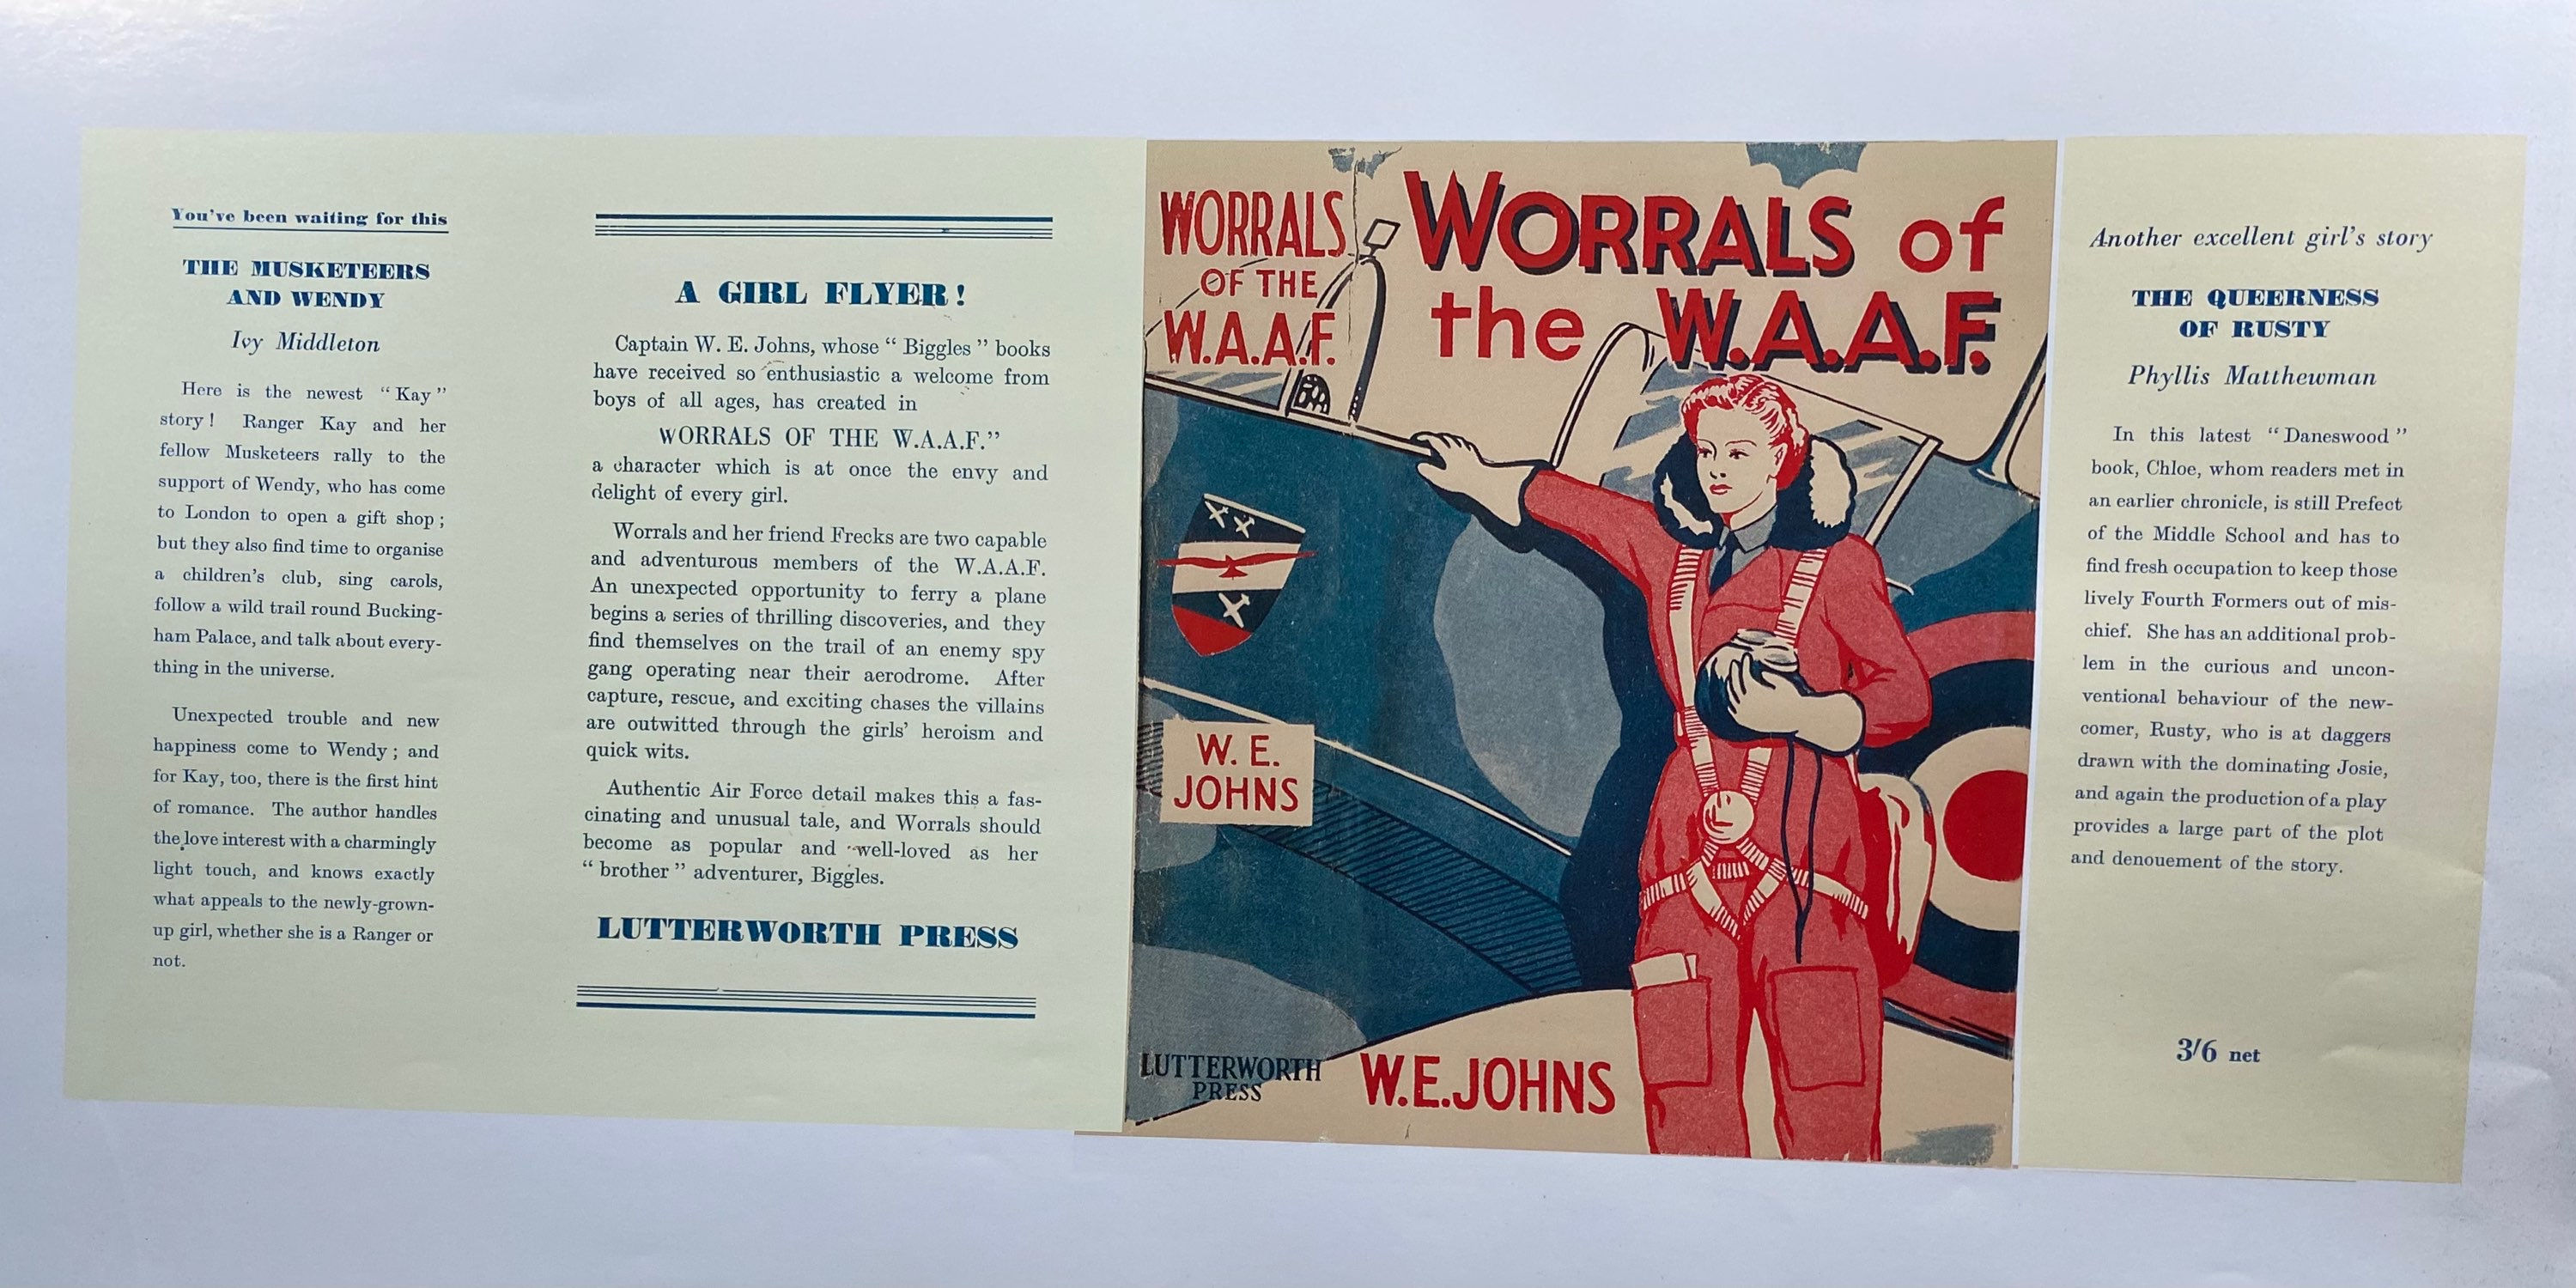 You've been waiting for this
THE MUSKETEERS
AND WENDY
Ivy Middleton
Here is the newest “Kay”
story! Ranger Kay and her
fellow Musketeers rally to the
support of Wendy, who has come
to London to open a gift shop;
but they also find time to organise
a children's club, sing carols,
follow a wild trail round Bucking-
ham Palace, and talk about every-
thing in the universe.
Unexpected trouble and new
happiness come to Wendy; and
for Kay, too, there is the first hint
of romance. The author handles
the love interest with a charmingly
light touch, and knows exactly
what appeals to the newly-grown-
up girl, whether she is a Ranger or
not.
A GIRL FLYER!
Captain W. E. Johns, whose “Biggles” books
have received so enthusiastic a welcome from
boys of all ages, has created in
WORRALS OF THE W.A.A.F.”
a character which is at once the envy and
delight of every girl.
Worrals and her friend Frecks are two capable
and adventurous members of the W.A.A.F.
An unexpected opportunity to ferry a plane
begins a series of thrilling discoveries, and they
find themselves on the trail of an enemy spy
gang operating near their aerodrome. After
capture, rescue, and exciting chases the villains
are outwitted through the girls' heroism and
quick wits.
Authentic Air Force detail makes this a fas-
cinating and unusual tale, and Worrals should
become as popular and well-loved as her
“brother” adventurer, Biggles.
LUTTERWORTH PRESS
WORRALS
OF THE
W.A.A.F.
W. E.
JOHNS
LUTTERWORTH
PRESS
WORRALS of
the W.A.A.F.
W.E.JOHNS
Another excellent girl's story
THE QUEERNESS
OF RUSTY
Phyllis Matthewman
In this latest “Daneswood”
book, Chloe, whom readers met in
an earlier chronicle, is still Prefect
of the Middle School and has to
find fresh occupation to keep those
lively Fourth Formers out of mis-
chief. She has an additional prob-
lem in the curious and uncon-
ventional behaviour of the new-
comer, Rusty, who is at daggers
drawn with the dominating Josie,
and again the production of a play
provides a large part of the plot
and denouement of the story.
3/6 net